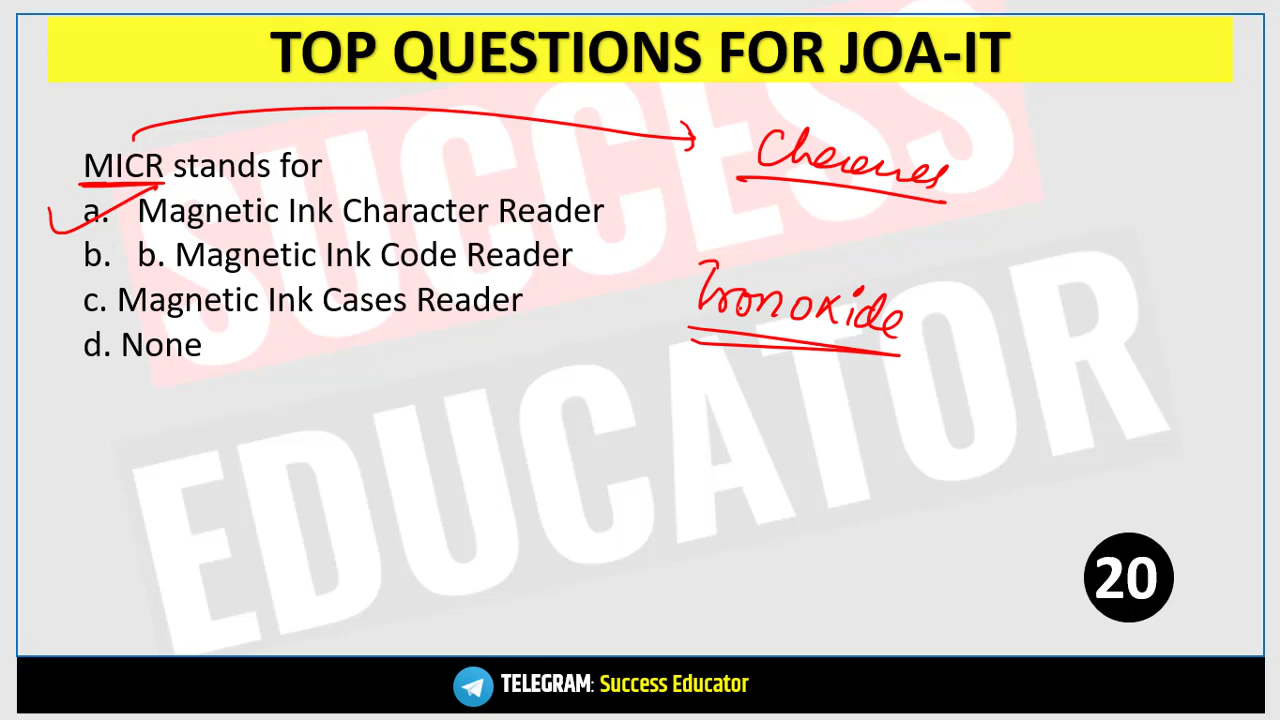 TOP QUESTIONS FOR JOA-IT
MICR stands for
a. Magnetic Ink Character Reader
b. b. Magnetic Ink Code Reader
c. Magnetic Ink Cases Reader
d. None
Ironoxide
SUCCESS
EDUCATOR
20
TELEGRAM: Success Educator